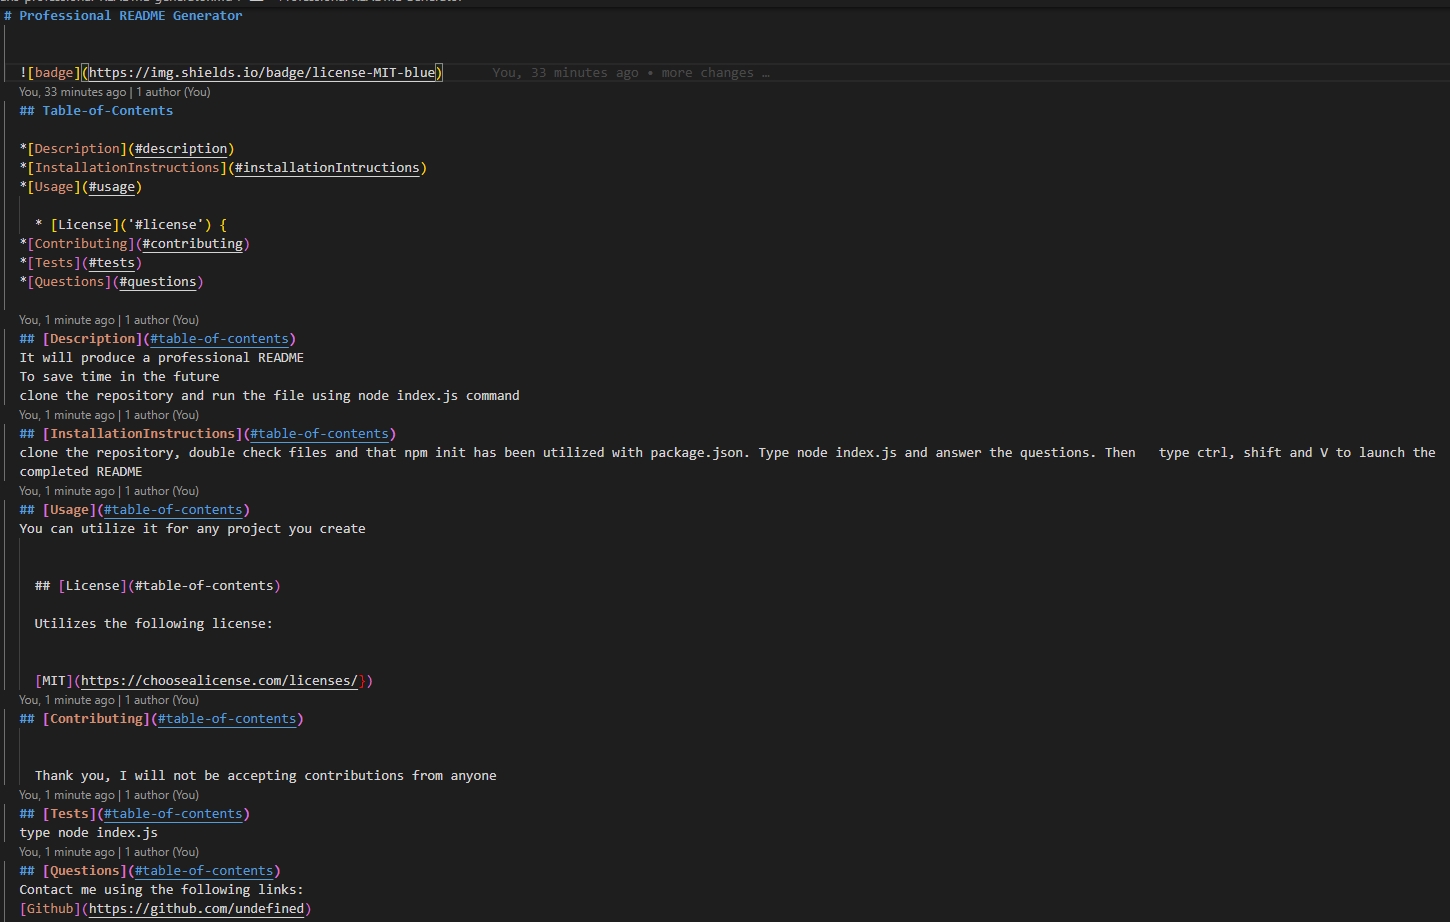 # Professional README Generator
![badge](https://img.shields.io/badge/license-MIT-blue) You, 33 minutes ago • more changes …
You, 33 minutes ago | 1 author (You)
## Table-of-Contents
*[Description](#description)
*[InstallationInstructions](#installationIntructions)
*[Usage](#usage)
* [License]('#license') {
*[Contributing](#contributing)
*[Tests](#tests)
*[Questions](#questions)
You, 1 minute ago | 1 author (You)
## [Description](#table-of-contents)
It will produce a professional README
To save time in the future
clone the repository and run the file using node index.js command
You, 1 minute ago | 1 author (You)
## [InstallationInstructions](#table-of-contents)
clone the repository, double check files and that npm init has been utilized with package.json. Type node index.js and answer the questions. Then   type ctrl, shift and V to launch the
completed README
You, 1 minute ago | 1 author (You)
## [Usage](#table-of-contents)
You can utilize it for any project you create
## [License](#table-of-contents)
Utilizes the following license:
[MIT](https://choosealicense.com/licenses/})
You, 1 minute ago | 1 author (You)
## [Contributing](#table-of-contents)
Thank you, I will not be accepting contributions from anyone
You, 1 minute ago | 1 author (You)
## [Tests](#table-of-contents)
type node index.js
You, 1 minute ago | 1 author (You)
## [Questions](#table-of-contents)
Contact me using the following links:
[Github](https://github.com/undefined)